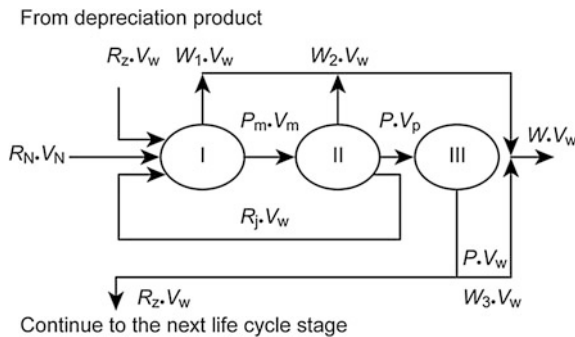 From depreciation product
Rz.Vw W1.Vw W2.Vw
Pm.Vm P.Vp
RN.VN I II III W.Vw
Rj.Vw
P.Vw
Rz.Vw W3.Vw
Continue to the next life cycle stage